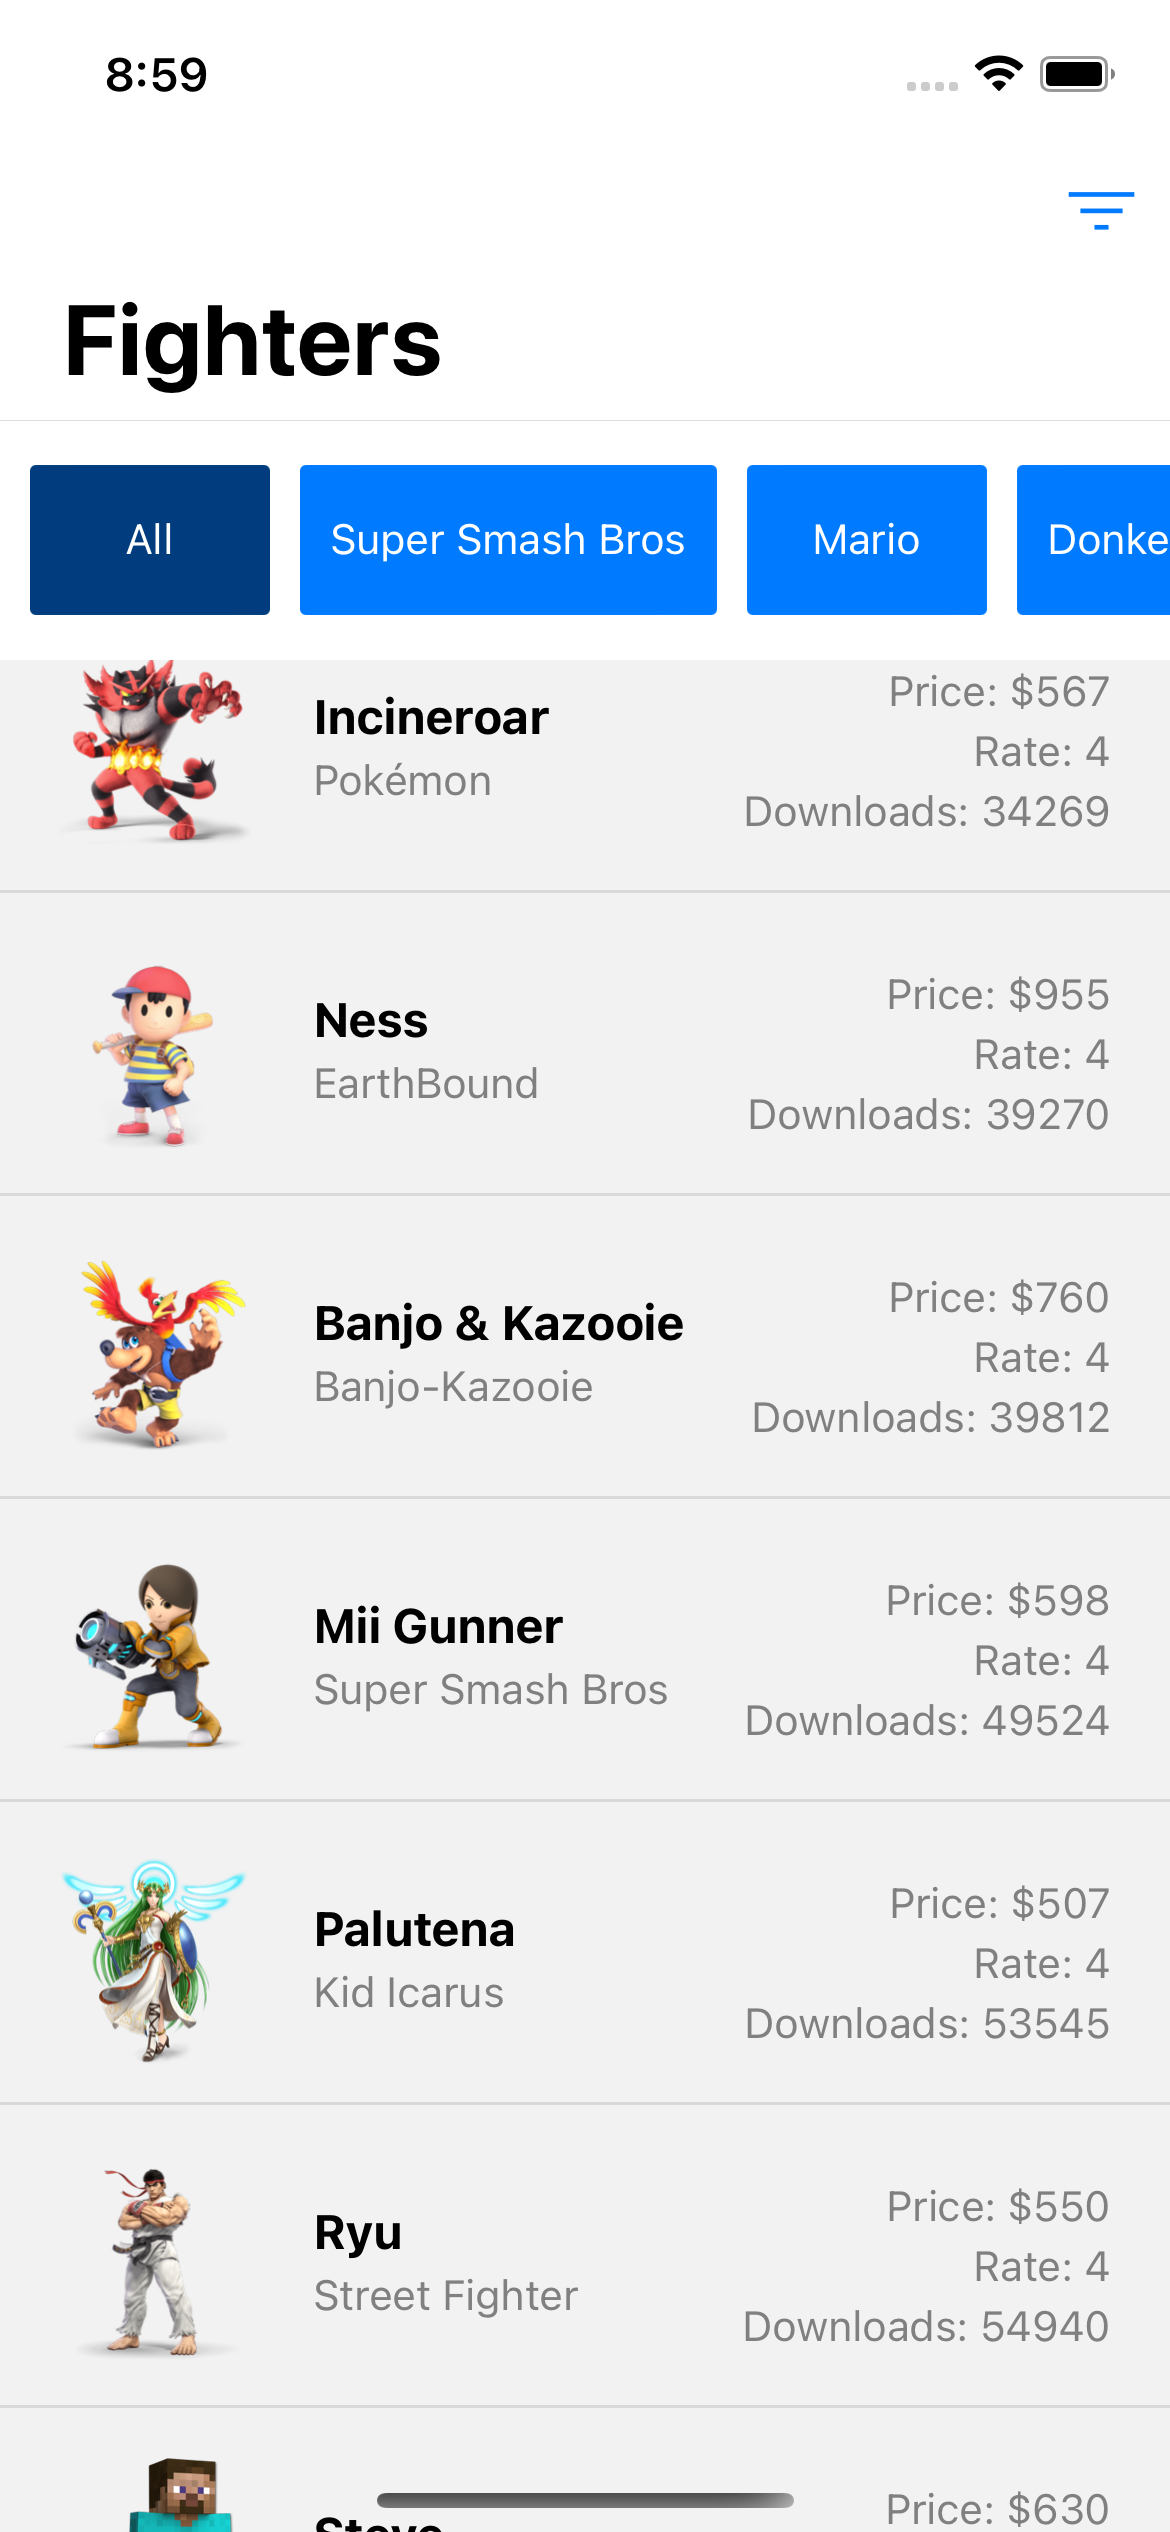 8:59
Fighters
All
Super Smash Bros
Mario
Donke
Incineroar
Pokémon
Price: $567
Rate: 4
Downloads: 34269
Ness
EarthBound
Price: $955
Rate: 4
Downloads: 39270
Banjo & Kazooie
Banjo-Kazooie
Price: $760
Rate: 4
Downloads: 39812
Mii Gunner
Super Smash Bros
Price: $598
Rate: 4
Downloads: 49524
Palutena
Kid Icarus
Price: $507
Rate: 4
Downloads: 53545
Ryu
Street Fighter
Price: $550
Rate: 4
Downloads: 54940
Steve
Price: $630